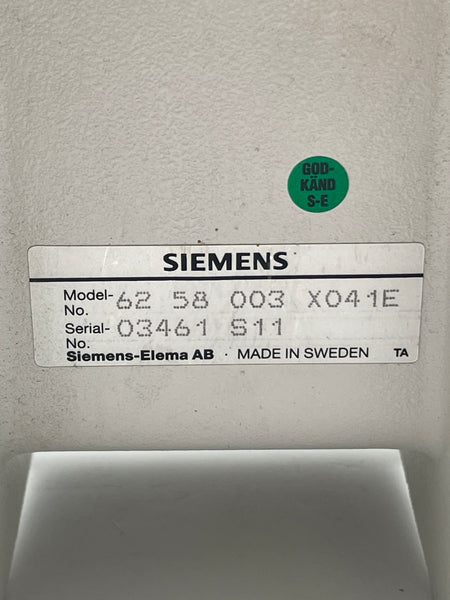 GOD-
KÄND
S-E
SIEMENS
Model- 62 58 003 X041E
No.
Serial- 03461 S11
No.
Siemens-Elema AB · MADE IN SWEDEN TA